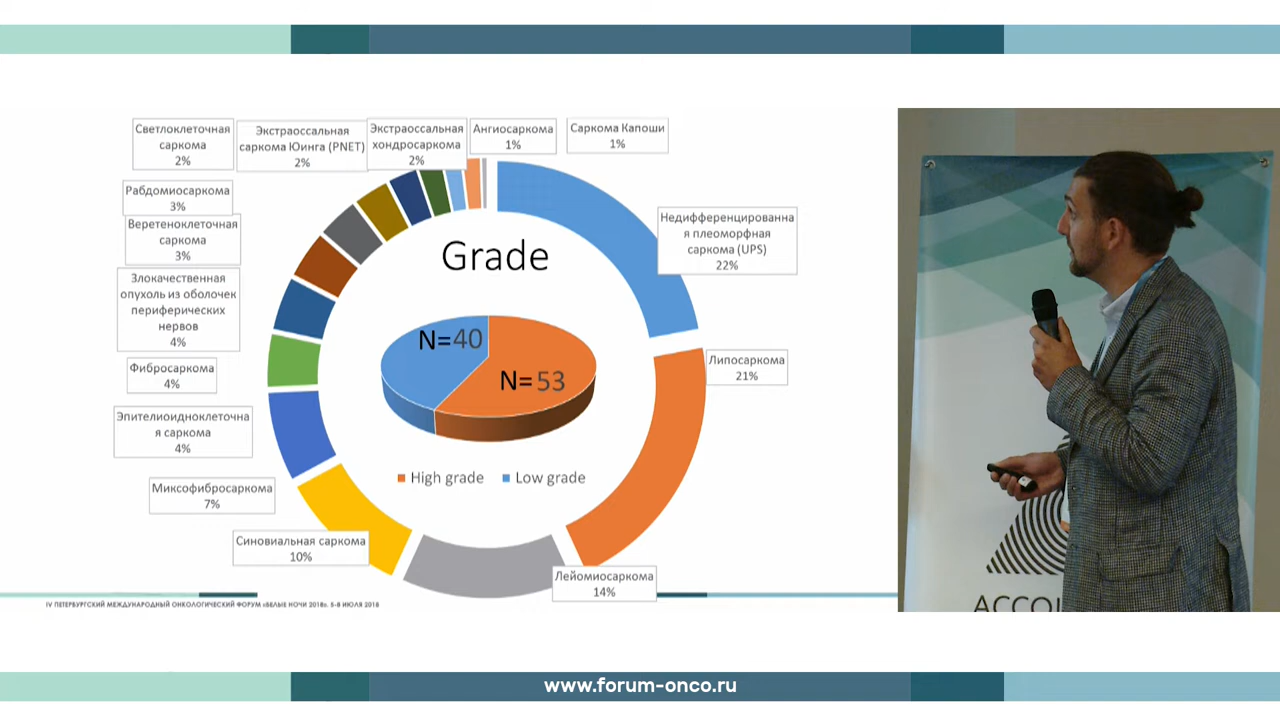 Светлоклеточная
саркома
2%
Экстраоссальная
саркома Юинга (PNET)
2%
Экстраоссальная
хондросаркома
2%
Ангиосаркома
1%
Саркома Капоши
1%
Рабдомиосаркома
3%
Веретеноклеточная
саркома
3%
Злокачественная
опухоль из оболочек
периферических
нервов
4%
Фибросаркома
4%
Эпителиоидноклеточна
я саркома
4%
Миксофибросаркома
7%
Синовиальная саркома
10%
Лейомиосаркома
14%
Липосаркома
21%
Недифференцированна
я плеоморфная
саркома (UPS)
22%
Grade
N=40
N=53
High grade
Low grade
IV ПЕТЕРБУРГСКИЙ МЕЖДУНАРОДНЫЙ ОНКОЛОГИЧЕСКИЙ ФОРУМ «БЕЛЫЕ НОЧИ 2018». 5-8 ИЮЛЯ 2018
www.forum-onco.ru